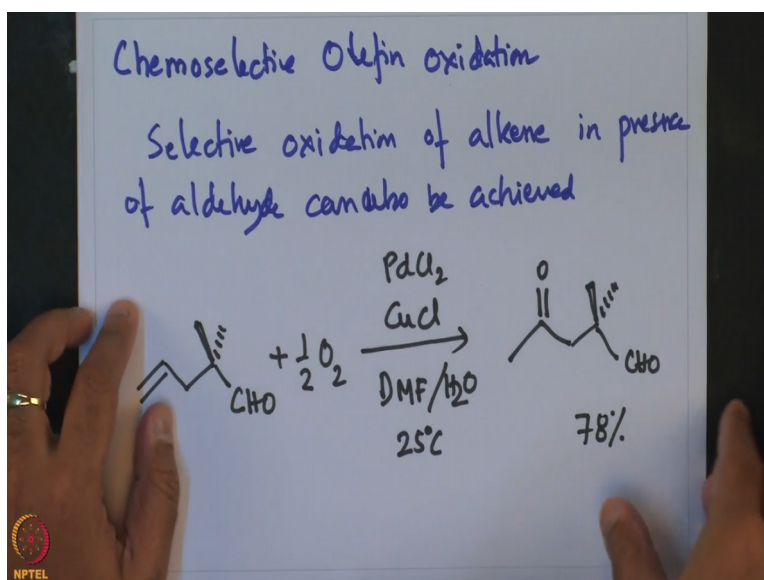 Chemoselective Olefin oxidation
Selective oxidation of alkene in presence
of aldehyde can also be achieved
PdCl2
CuCl
+ 1/2 O2
DMF/H2O
25°C
CHO
O
CHO
78%
NPTEL